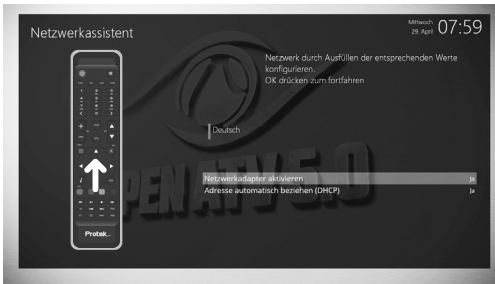 Netzwerkassistent
Mittwoch
29. April
07:59
Netzwerk durch Ausfüllen der entsprechenden Werte
konfigurieren.
OK drücken zum fortfahren
Deutsch
Netzwerkadapter aktivieren Ja
Adresse automatisch beziehen (DHCP) Ja
OPEN ATV 5.0
Protek